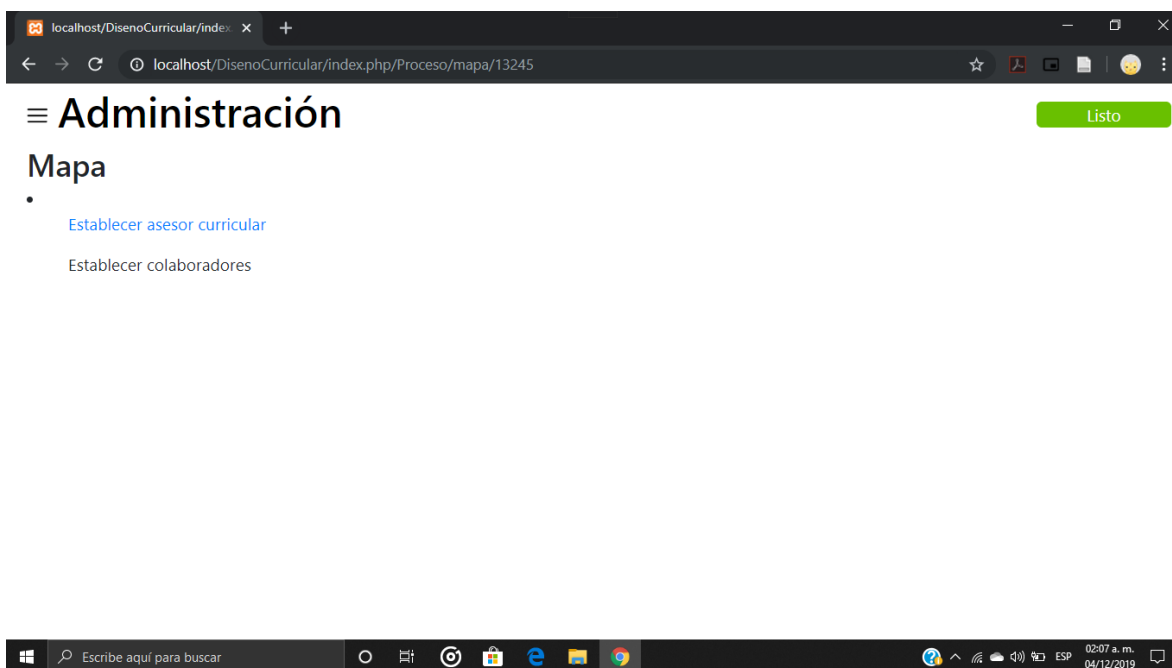 localhost/DisenoCurricular/index
localhost/DisenoCurricular/index.php/Proceso/mapa/13245
Administración
Listo
Mapa
Establecer asesor curricular
Establecer colaboradores
Escribe aquí para buscar
ESP
02:07 a. m.
04/12/2019